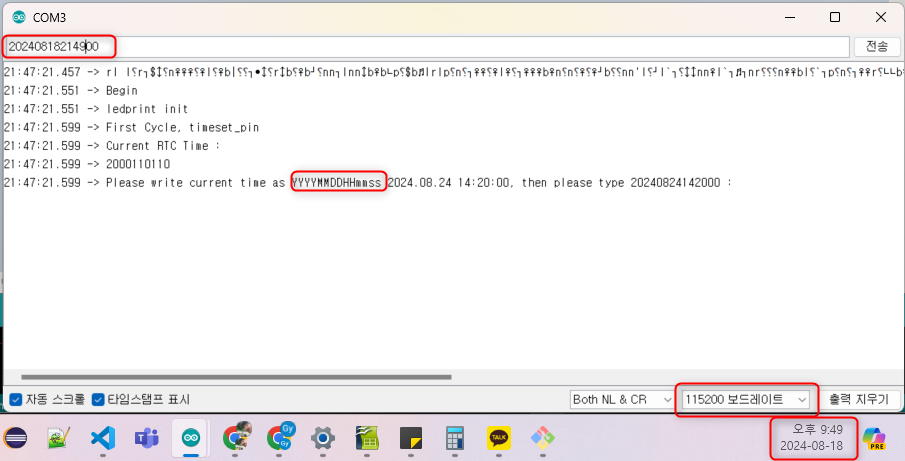 COM3
20240818214900
전송
21:47:21.457 ->
21:47:21.551 -> Begin
21:47:21.551 -> ledprint init
21:47:21.599 -> First Cycle, timeset_pin
21:47:21.599 -> Current RTC Time :
21:47:21.599 -> 2000110110
21:47:21.599 -> Please write current time as YYYYMMDDHHmmss 2024.08.24 14:20:00, then please type 20240824142000 :
자동 스크롤 타임스탬프 표시
Both NL & CR
115200 보드레이트
출력 지우기
Gy
Gy
TALK
오후 9:49
2024-08-18
PRE